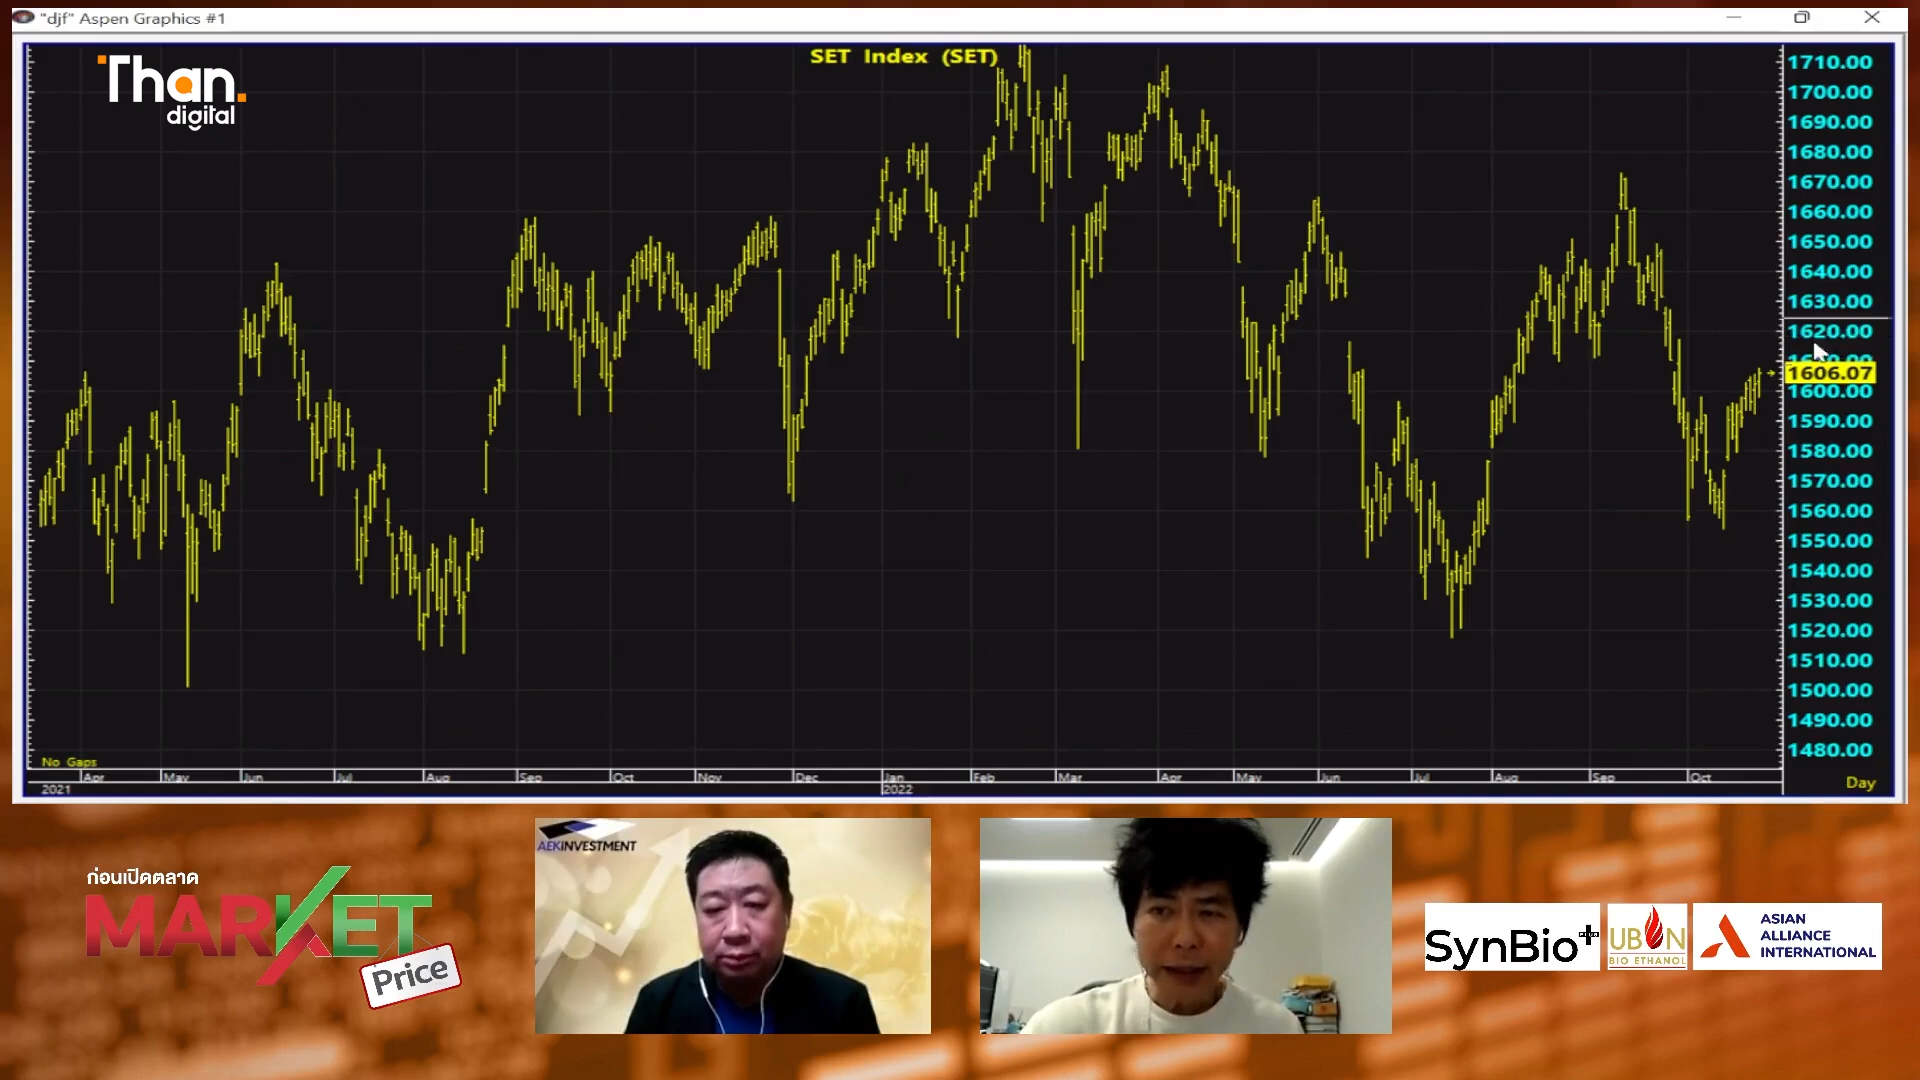 "djf" Aspen Graphics #1
Than.
digital
SET Index (SET)
1710.00
1700.00
1690.00
1680.00
1670.00
1660.00
1650.00
1640.00
1630.00
1620.00
1606.07
1600.00
1590.00
1580.00
1570.00
1560.00
1550.00
1540.00
1530.00
1520.00
1510.00
1500.00
1490.00
1480.00
No Gaps
Apr May Jun Jul Aug Sep Oct Nov Dec Jan Feb Mar Apr May Jun Jul Aug Sep Oct
2021 2022
Day
ก่อนเปิดตลาด
MARKET
Price
AEKINVESTMENT
SynBio+
UBON
BIO ETHANOL
ASIAN
ALLIANCE
INTERNATIONAL